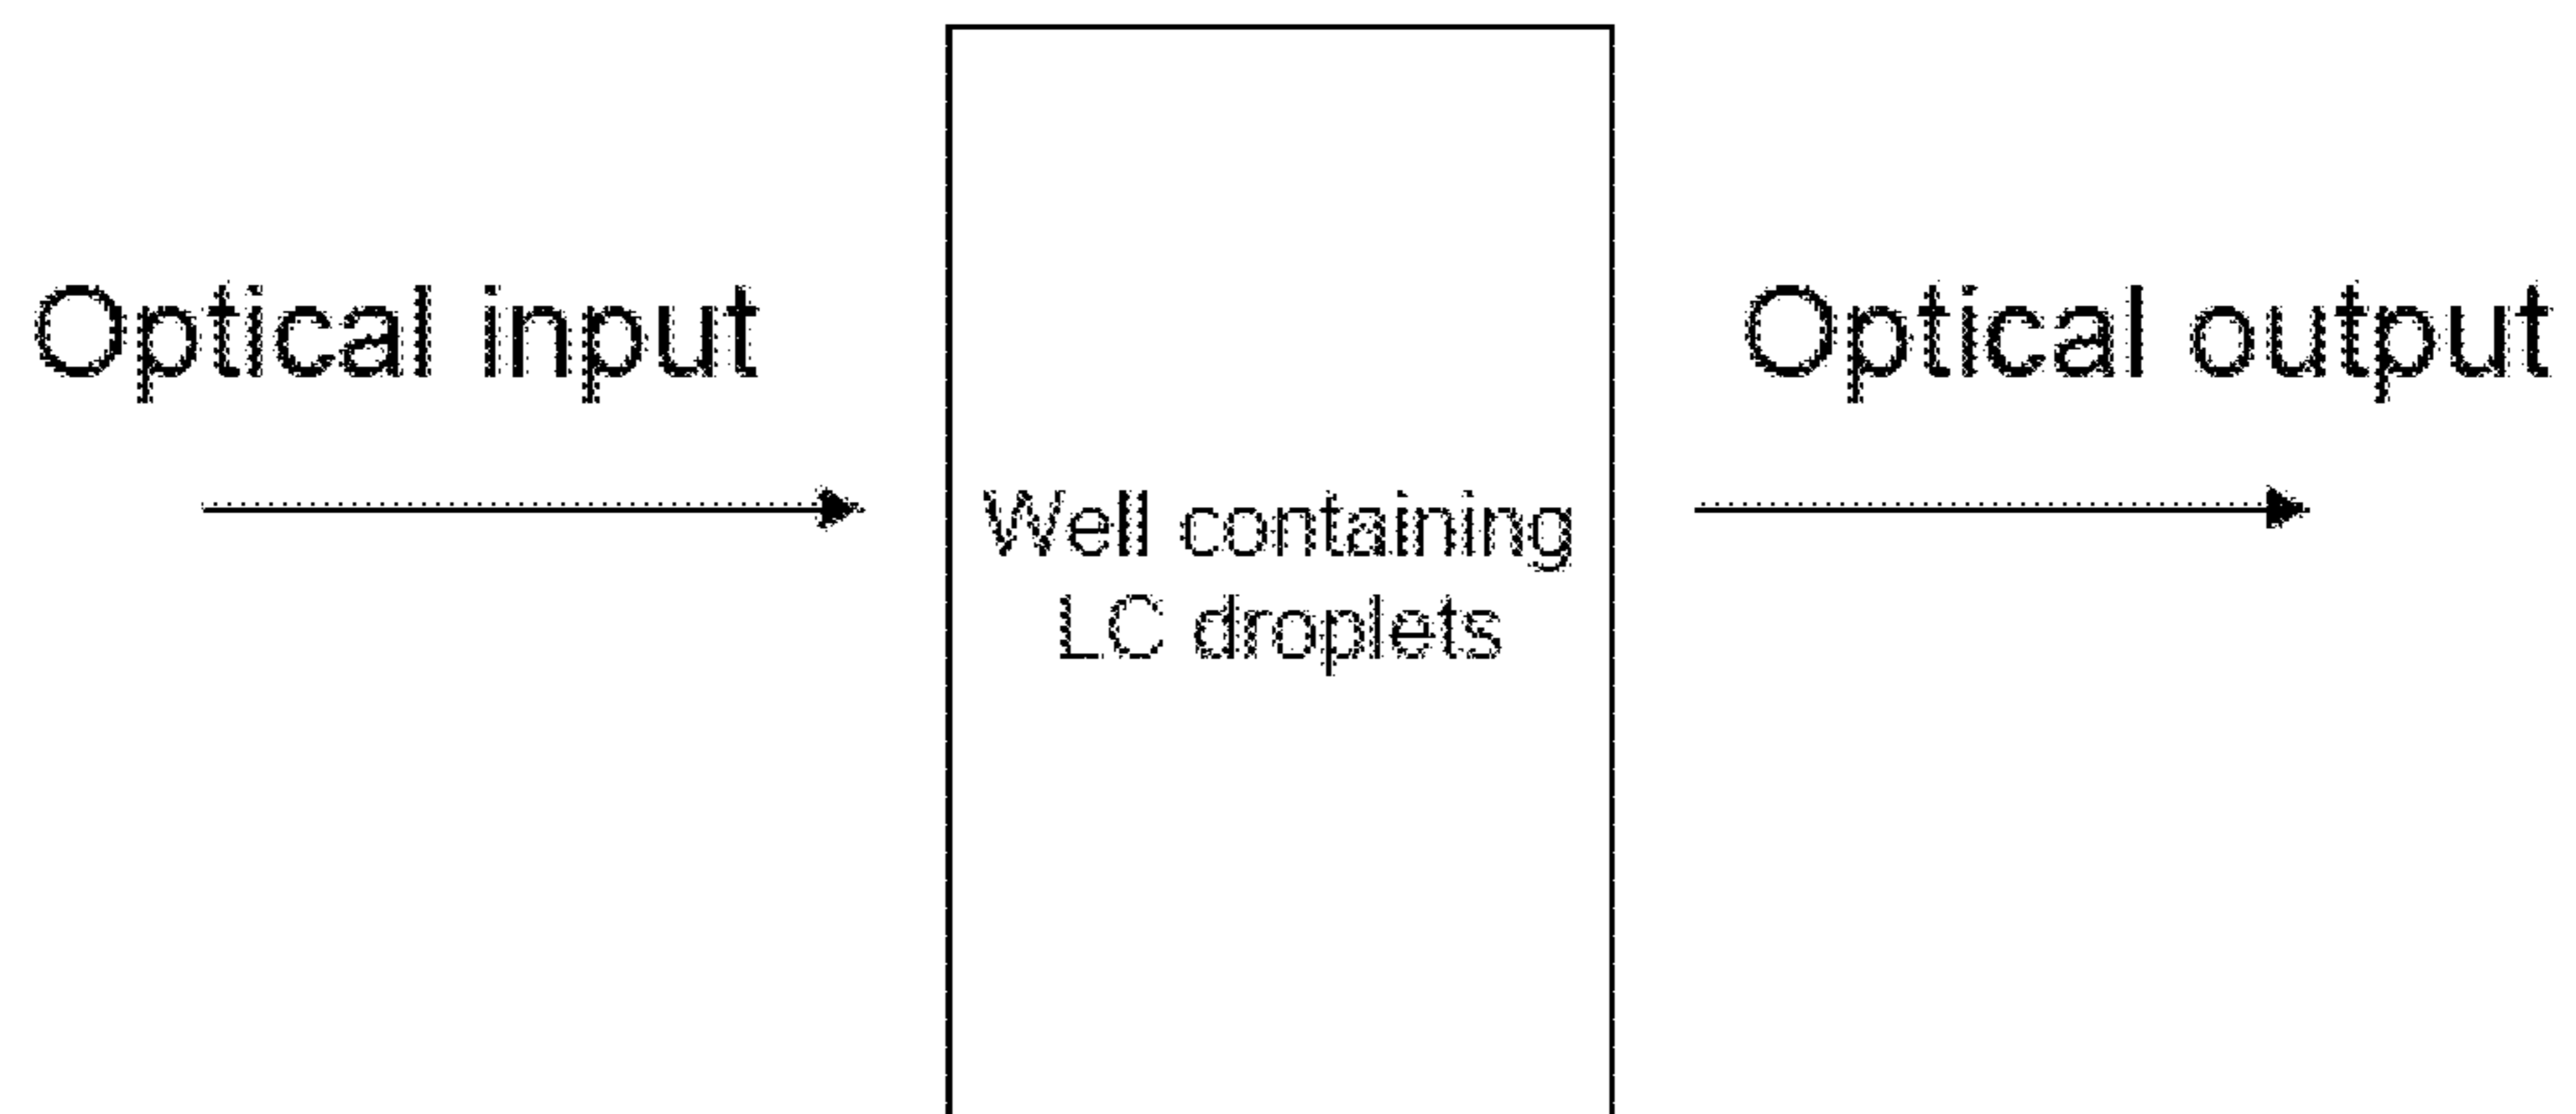 Optical input
Optical output
Well containing
LC droplets